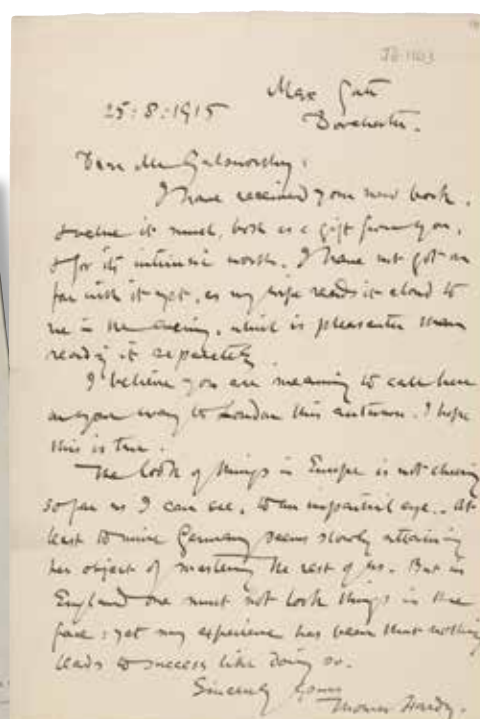 Max Gate
25:8:1915
Dorchester.
Dear Mr Galsworthy:
I have received your new book,
& value it much, both as a gift from you,
& for its intrinsic worth. I have not got on
far with it yet, as my wife reads it aloud to
me in the evening, which is pleasanter than
reading it separately.
I believe you are meaning to call here
on your way to London this autumn. I hope
this is true.
The look of things in Europe is not cheering
so far as I can see, to an impartial eye. At
least to mine Germany seems slowly attaining
her object of mastering the rest of us. But in
England one must not look things in the
face: yet my experience has been that nothing
leads to success like doing so.
Sincerely yours
Thomas Hardy.